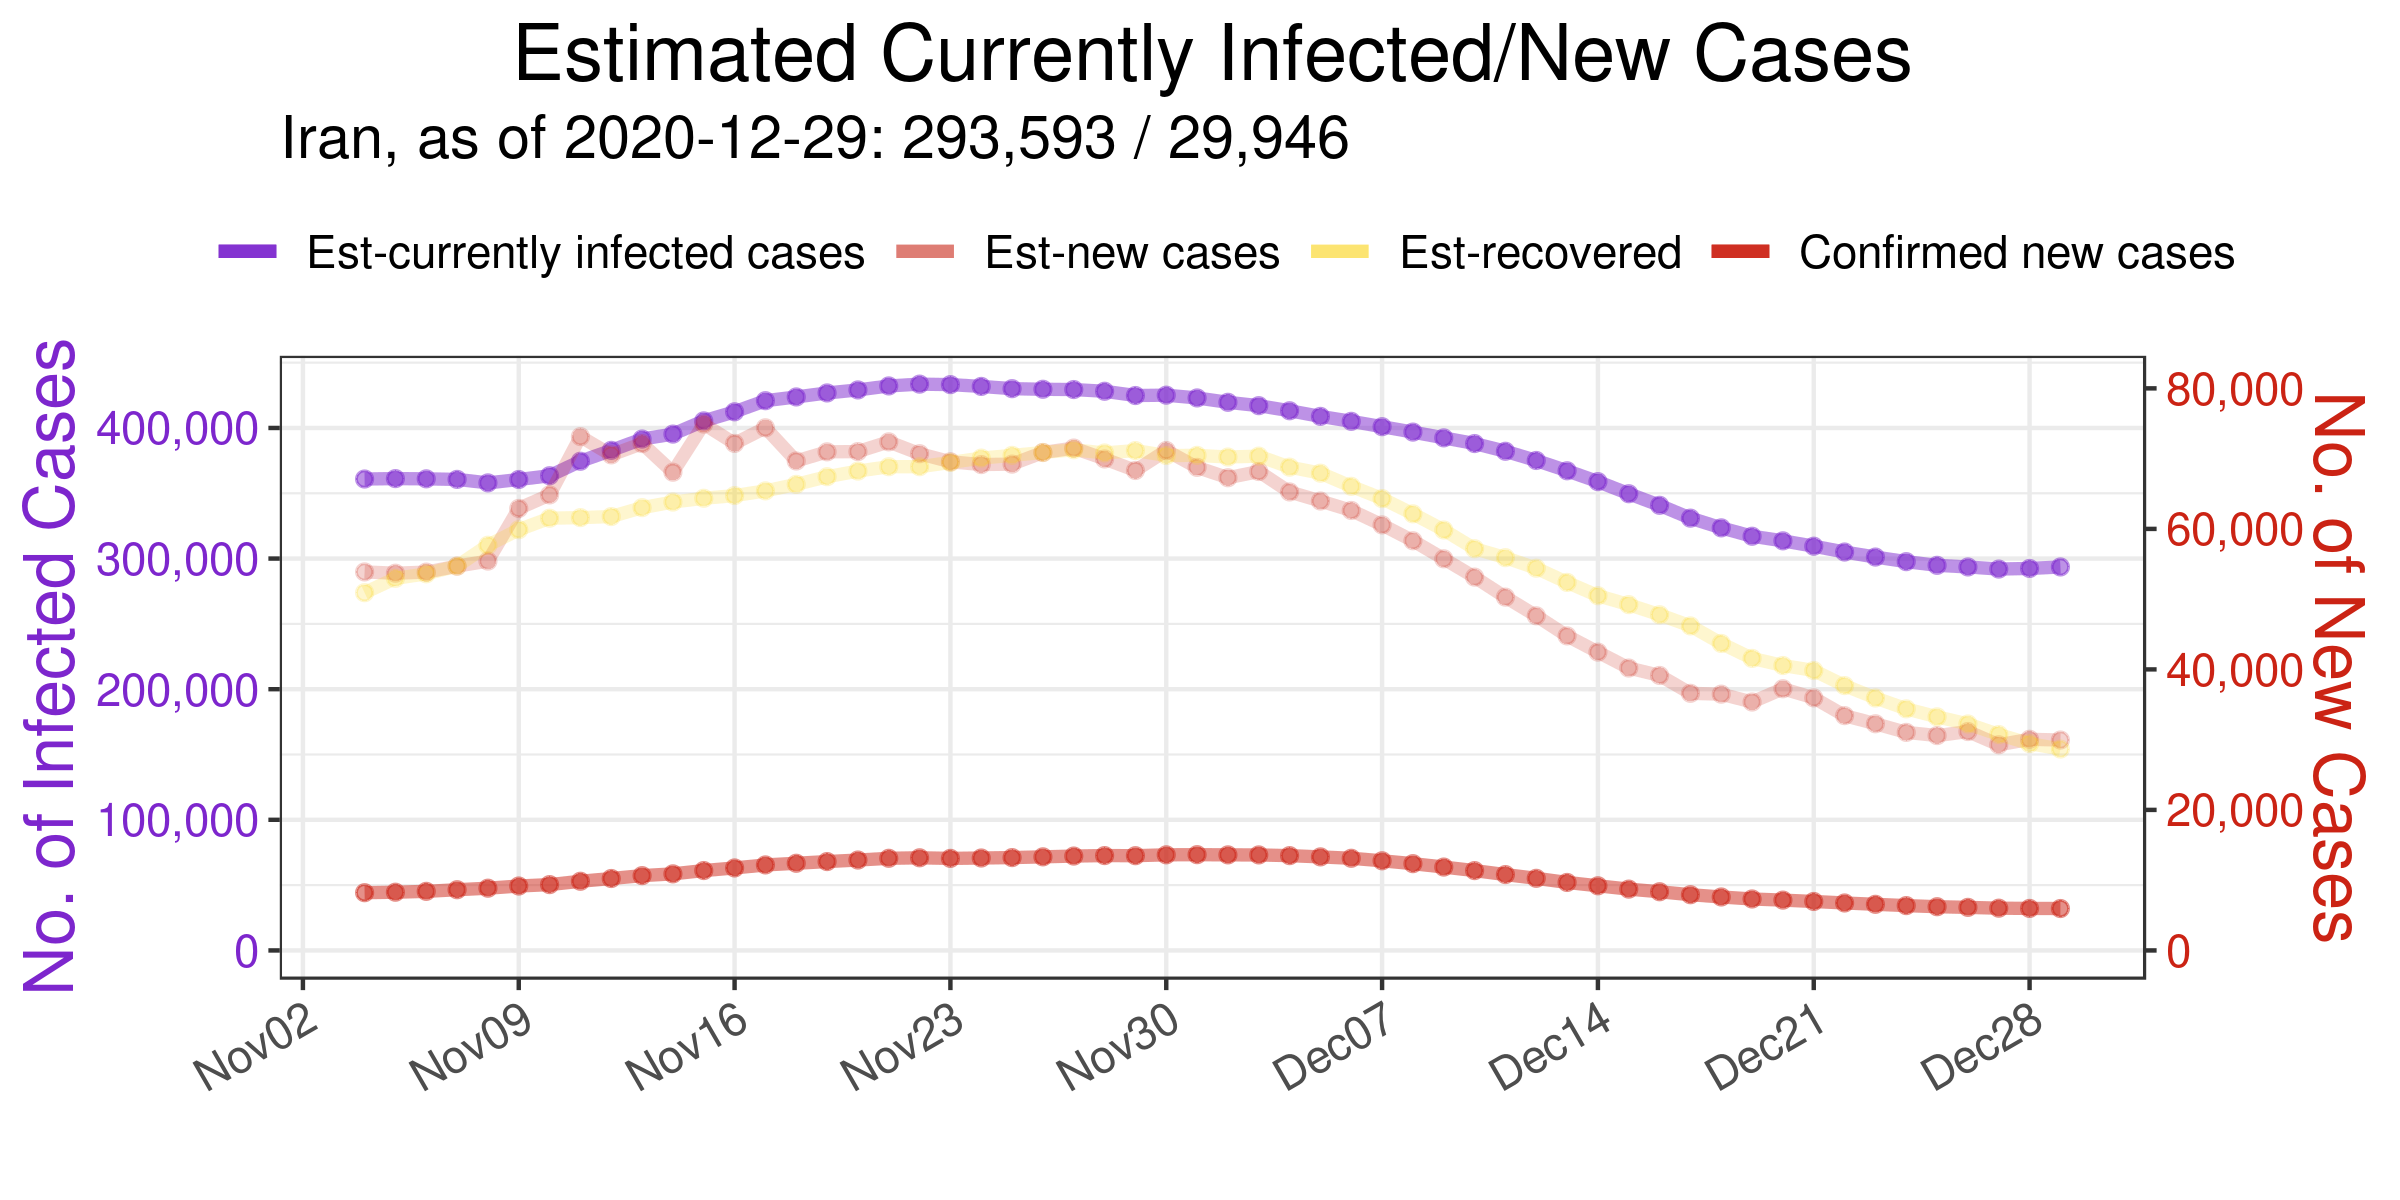 Estimated Currently Infected/New Cases
Iran, as of 2020-12-29: 293,593 / 29,946
Est-currently infected cases Est-new cases Est-recovered Confirmed new cases
No. of Infected Cases
400,000
300,000
200,000
100,000
0
80,000
60,000
40,000
20,000
0
No. of New Cases
Nov02 Nov09 Nov16 Nov23 Nov30 Dec07 Dec14 Dec21 Dec28